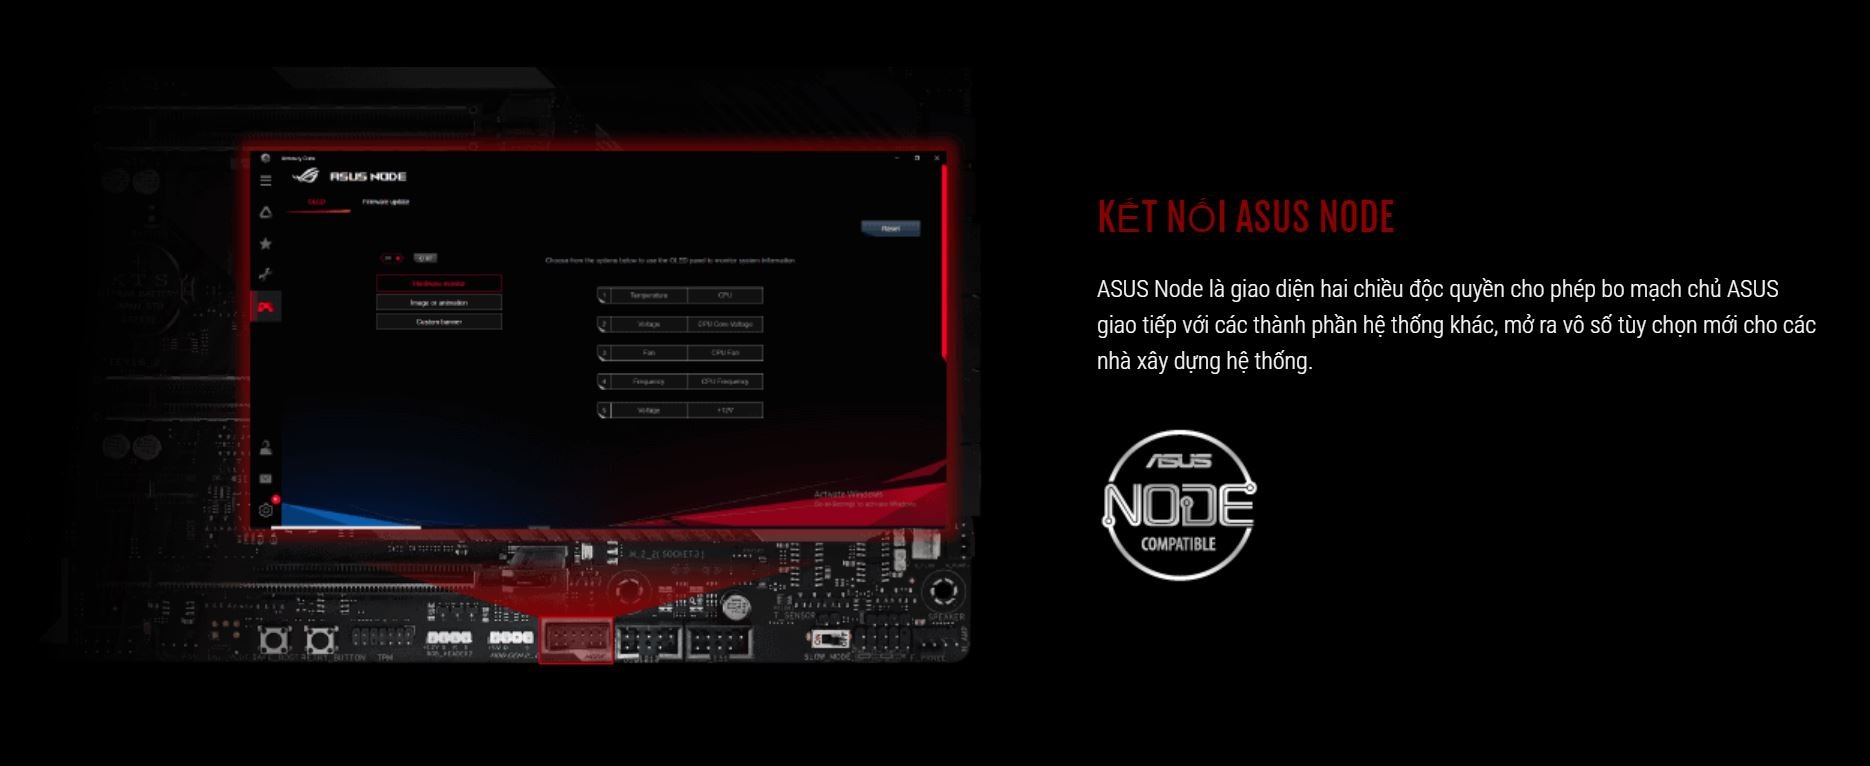 Armoury Crate
ASUS NODE
OLED
Firmware update
Reset
Choose from the options below to use the OLED panel to monitor system information
Hardware monitor
Image or animation
Custom banner
1 Temperature CPU
2 Voltage CPU Core Voltage
3 Fan CPU Fan
4 Frequency CPU Frequency
5 Voltage +12V
Activate Windows
Go to Settings to activate Windows.
M_2_2(SOCKET3)
T_SENSOR
SPEAKER
RETRY_BUTTON
TPM
SLOW_MODE
KẾT NỐI ASUS NODE
ASUS Node là giao diện hai chiều độc quyền cho phép bo mạch chủ ASUS
giao tiếp với các thành phần hệ thống khác, mở ra vô số tùy chọn mới cho các
nhà xây dựng hệ thống.
ASUS
NODE
COMPATIBLE